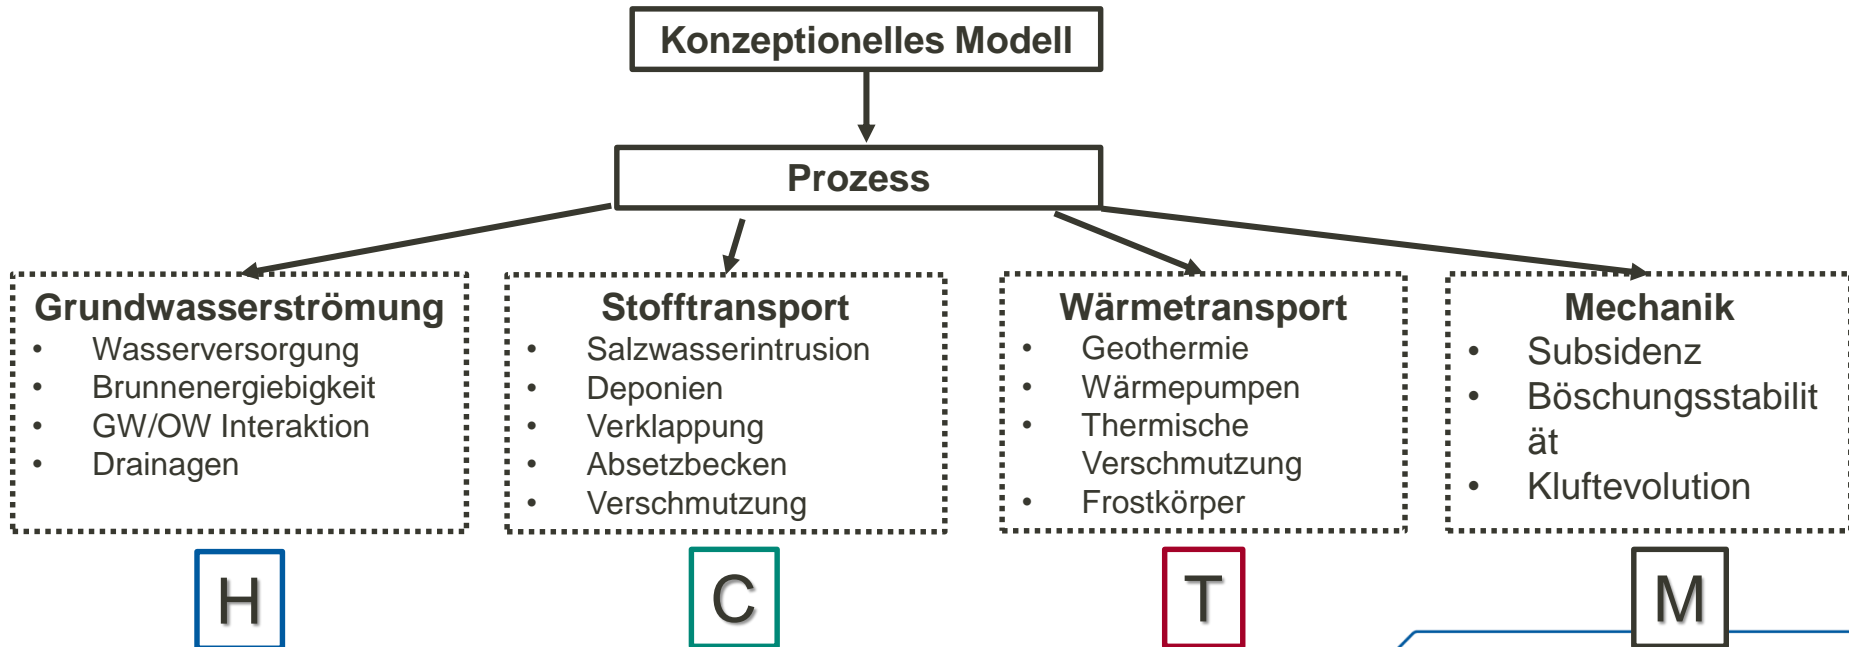 Konzeptionelles Modell
Prozess
Grundwasserströmung
• Wasserversorgung
• Brunnenergiebigkeit
• GW/OW Interaktion
• Drainagen
H
Stofftransport
• Salzwasserintrusion
• Deponien
• Verklappung
• Absetzbecken
• Verschmutzung
C
Wärmetransport
• Geothermie
• Wärmepumpen
• Thermische
Verschmutzung
• Frostkörper
T
Mechanik
• Subsidenz
• Böschungsstabilit
ät
• Kluftevolution
M